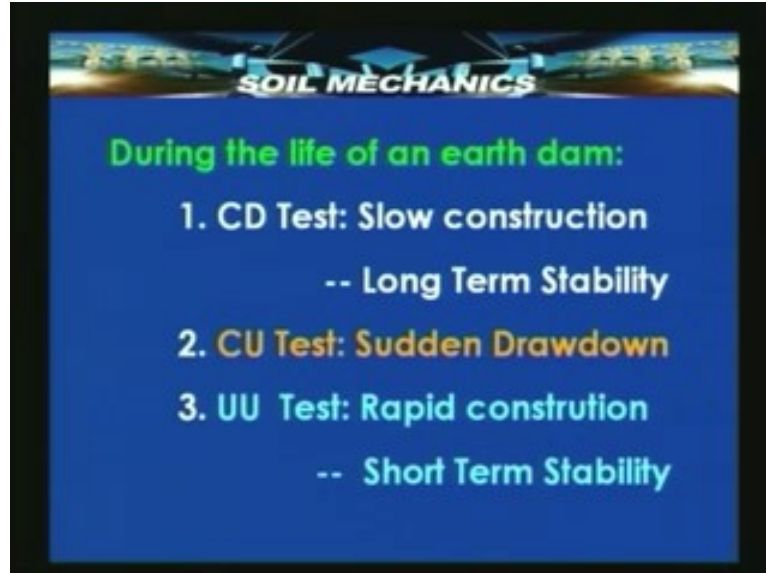 SOIL MECHANICS
During the life of an earth dam:
1. CD Test: Slow construction
-- Long Term Stability
2. CU Test: Sudden Drawdown
3. UU Test: Rapid constrution
-- Short Term Stability